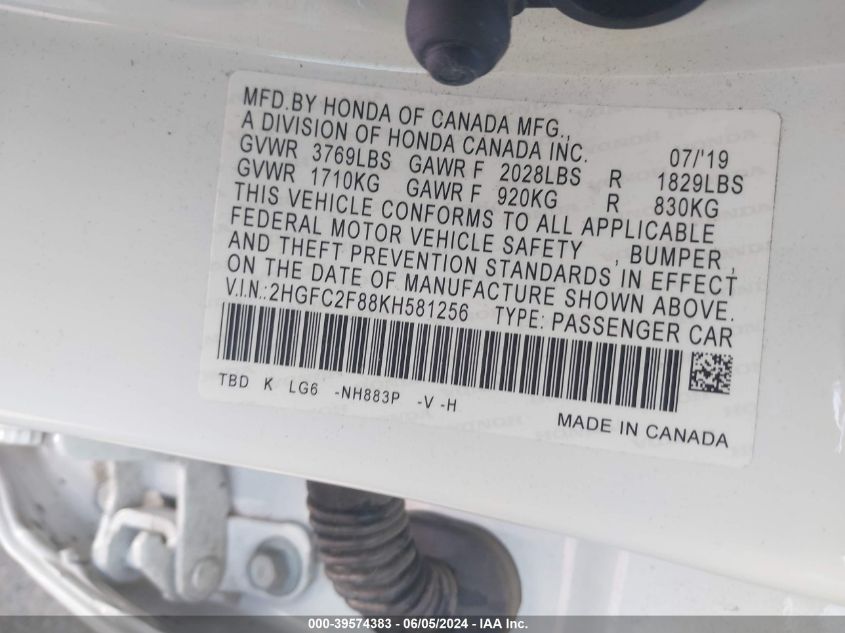 MFD.BY HONDA OF CANADA MFG.,
A DIVISION OF HONDA CANADA INC. 07/'19
GVWR 3769LBS GAWR F 2028LBS R 1829LBS
GVWR 1710KG GAWR F 920KG R 830KG
THIS VEHICLE CONFORMS TO ALL APPLICABLE
FEDERAL MOTOR VEHICLE SAFETY , BUMPER ,
AND THEFT PREVENTION STANDARDS IN EFFECT
ON THE DATE OF MANUFACTURE SHOWN ABOVE.
V.I.N.:2HGFC2F88KH581256 TYPE: PASSENGER CAR
TBD K LG6 -NH883P -V -H
MADE IN CANADA
000-39574383 - 06/05/2024 - IAA Inc.